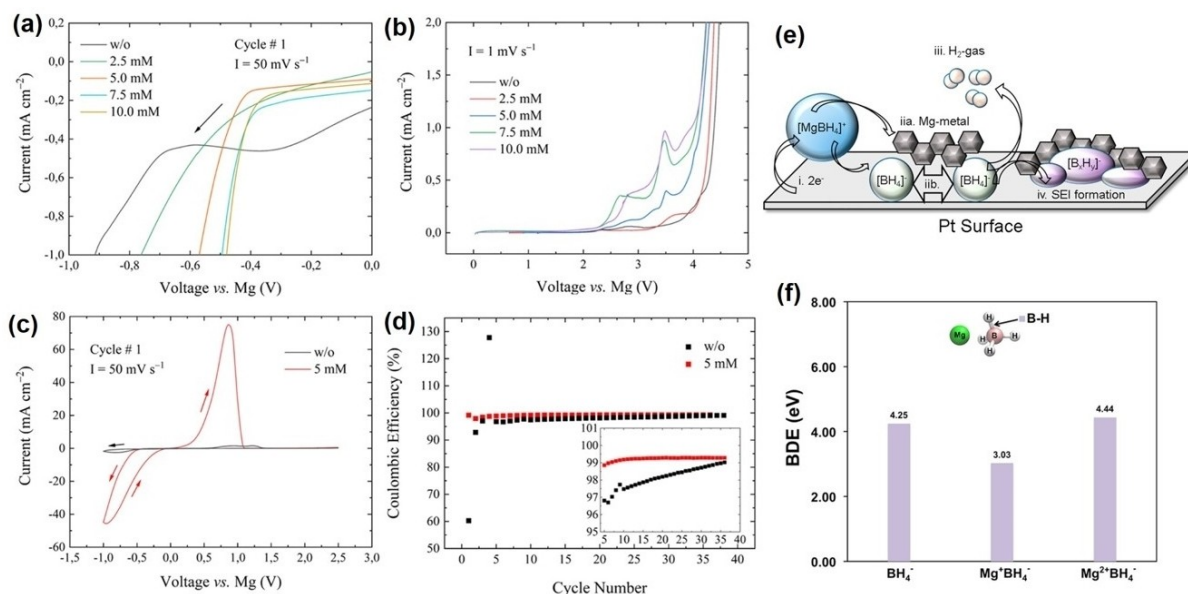 (a)
Cycle # 1
I = 50 mV s⁻¹
w/o
2.5 mM
5.0 mM
7.5 mM
10.0 mM
0,2
0,0
-0,2
-0,4
-0,6
-0,8
-1,0
-1,0
-0,8
-0,6
-0,4
-0,2
0,0
Current (mA cm⁻²)
Voltage vs. Mg (V)
(b)
I = 1 mV s⁻¹
w/o
2.5 mM
5.0 mM
7.5 mM
10.0 mM
2,0
1,5
1,0
0,5
0,0
0
1
2
3
4
5
Current (mA cm⁻²)
Voltage vs. Mg (V)
(e)
iii. H₂-gas
[MgBH₄]⁺
iia. Mg-metal
i. 2e⁻
[BH₄]⁻
iib.
[BH₄]⁻
[BₓHᵧ]⁻
iv. SEI formation
Pt Surface
(c)
Cycle # 1
I = 50 mV s⁻¹
w/o
5 mM
80
60
40
20
0
-20
-40
-60
-1,5
-1,0
-0,5
0,0
0,5
1,0
1,5
2,0
2,5
3,0
Current (mA cm⁻²)
Voltage vs. Mg (V)
(d)
w/o
5 mM
130
120
110
100
90
80
70
60
50
0
5
10
15
20
25
30
35
40
Coulombic Efficiency (%)
Cycle Number
101
100
99
98
97
96
95
5
10
15
20
25
30
35
40
(f)
B-H
Mg
B
H
H
H
H
8.00
6.00
4.00
2.00
0.00
BDE (eV)
4.25
3.03
4.44
BH₄⁻
Mg⁺BH₄⁻
Mg²⁺BH₄⁻